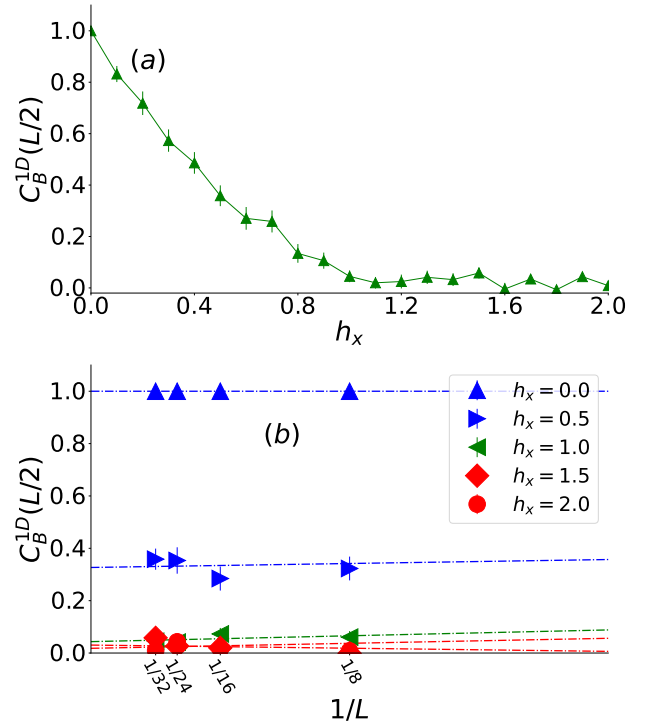 (a)
C_B^{1D}(L/2)
1.0
0.8
0.6
0.4
0.2
0.0
0.0 0.4 0.8 1.2 1.6 2.0
h_x
(b)
C_B^{1D}(L/2)
1.0
0.8
0.6
0.4
0.2
0.0
h_x = 0.0
h_x = 0.5
h_x = 1.0
h_x = 1.5
h_x = 2.0
1/32 1/24 1/16 1/8
1/L